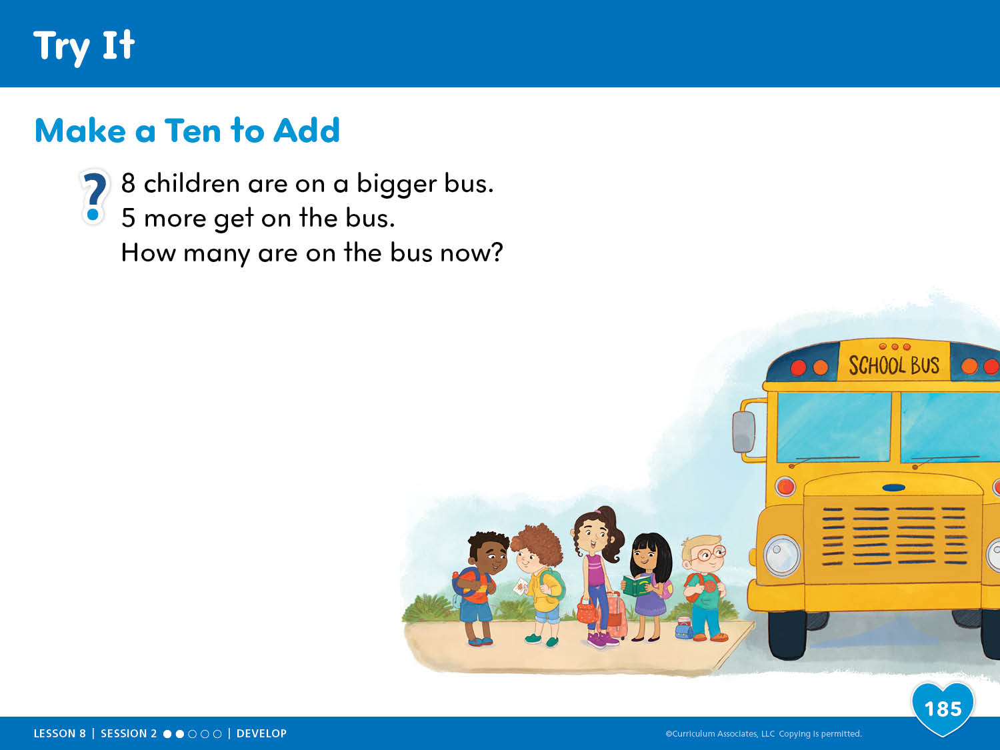 Try It
Make a Ten to Add
?
8 children are on a bigger bus.
5 more get on the bus.
How many are on the bus now?
SCHOOL BUS
185
LESSON 8 | SESSION 2 ●●○○○ | DEVELOP
©Curriculum Associates, LLC Copying is permitted.